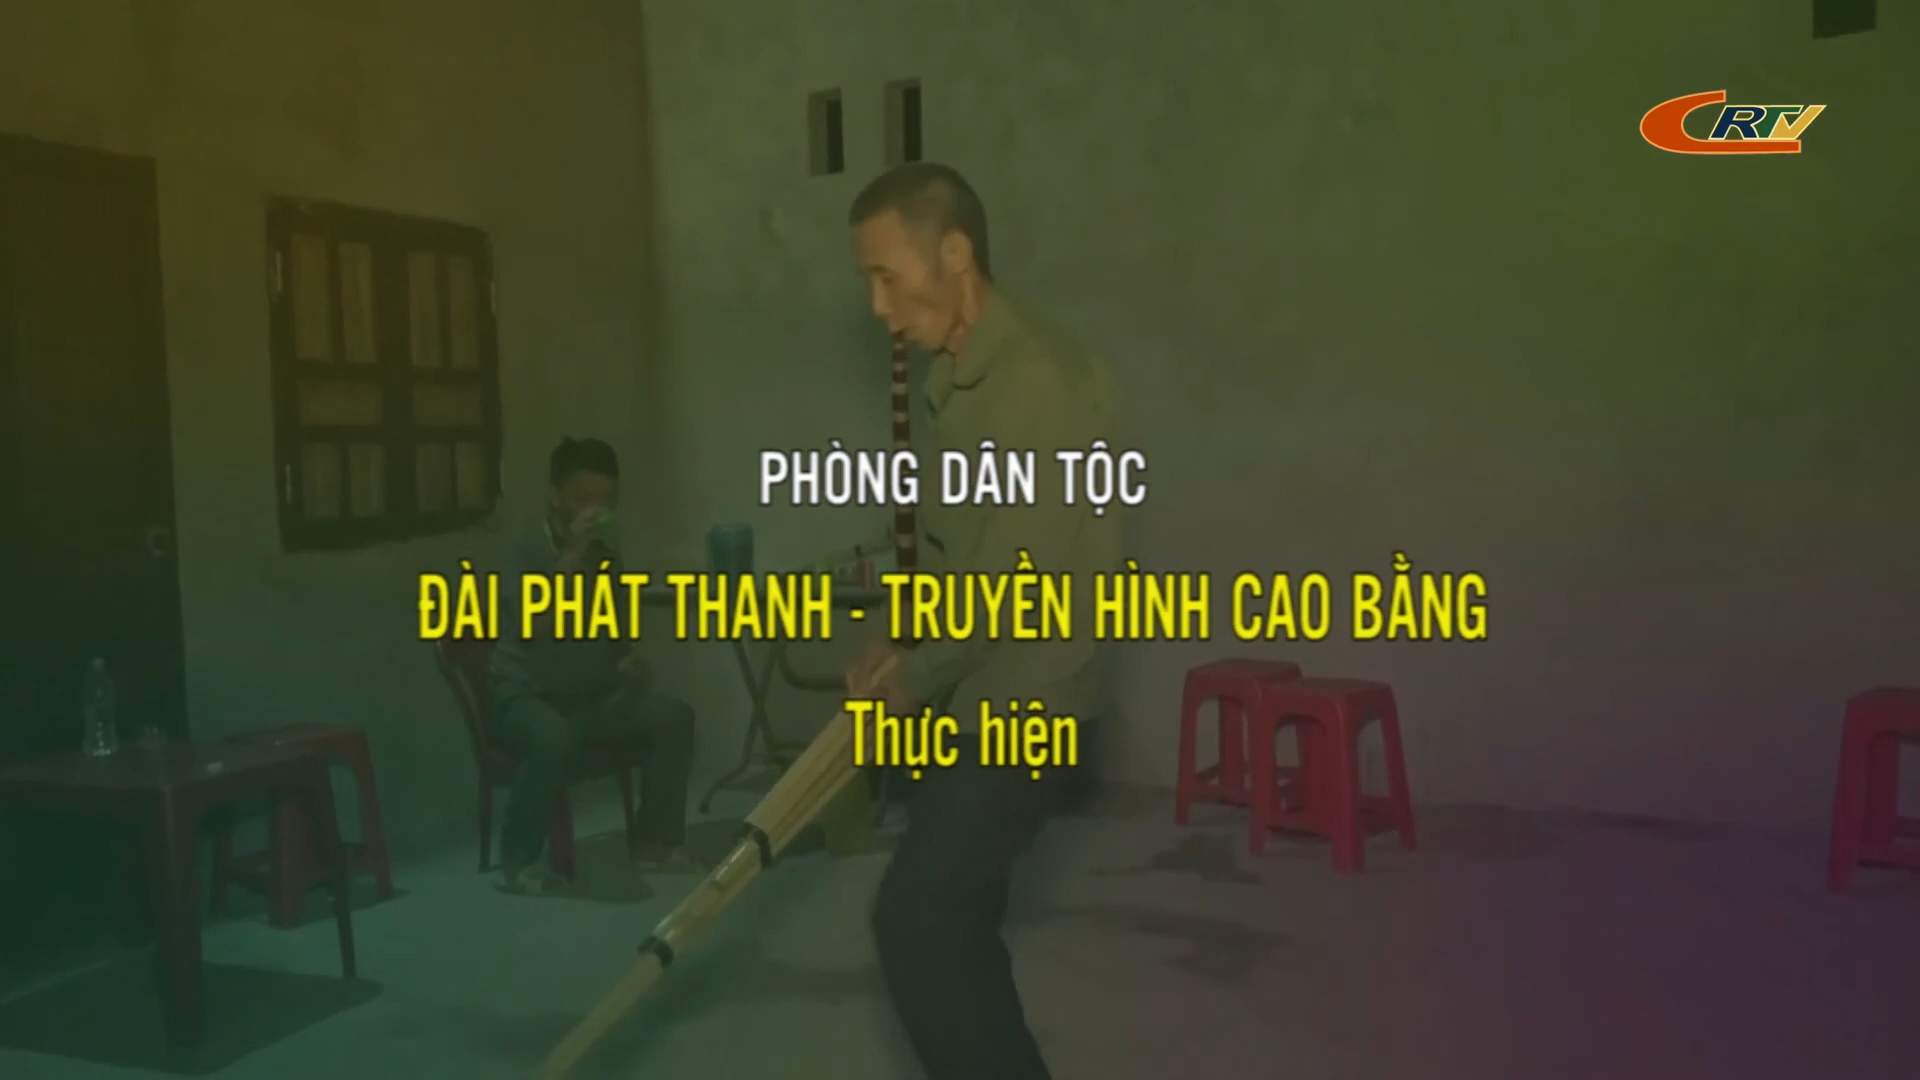 CRTV
PHÒNG DÂN TỘC
ĐÀI PHÁT THANH - TRUYỀN HÌNH CAO BẰNG
Thực hiện